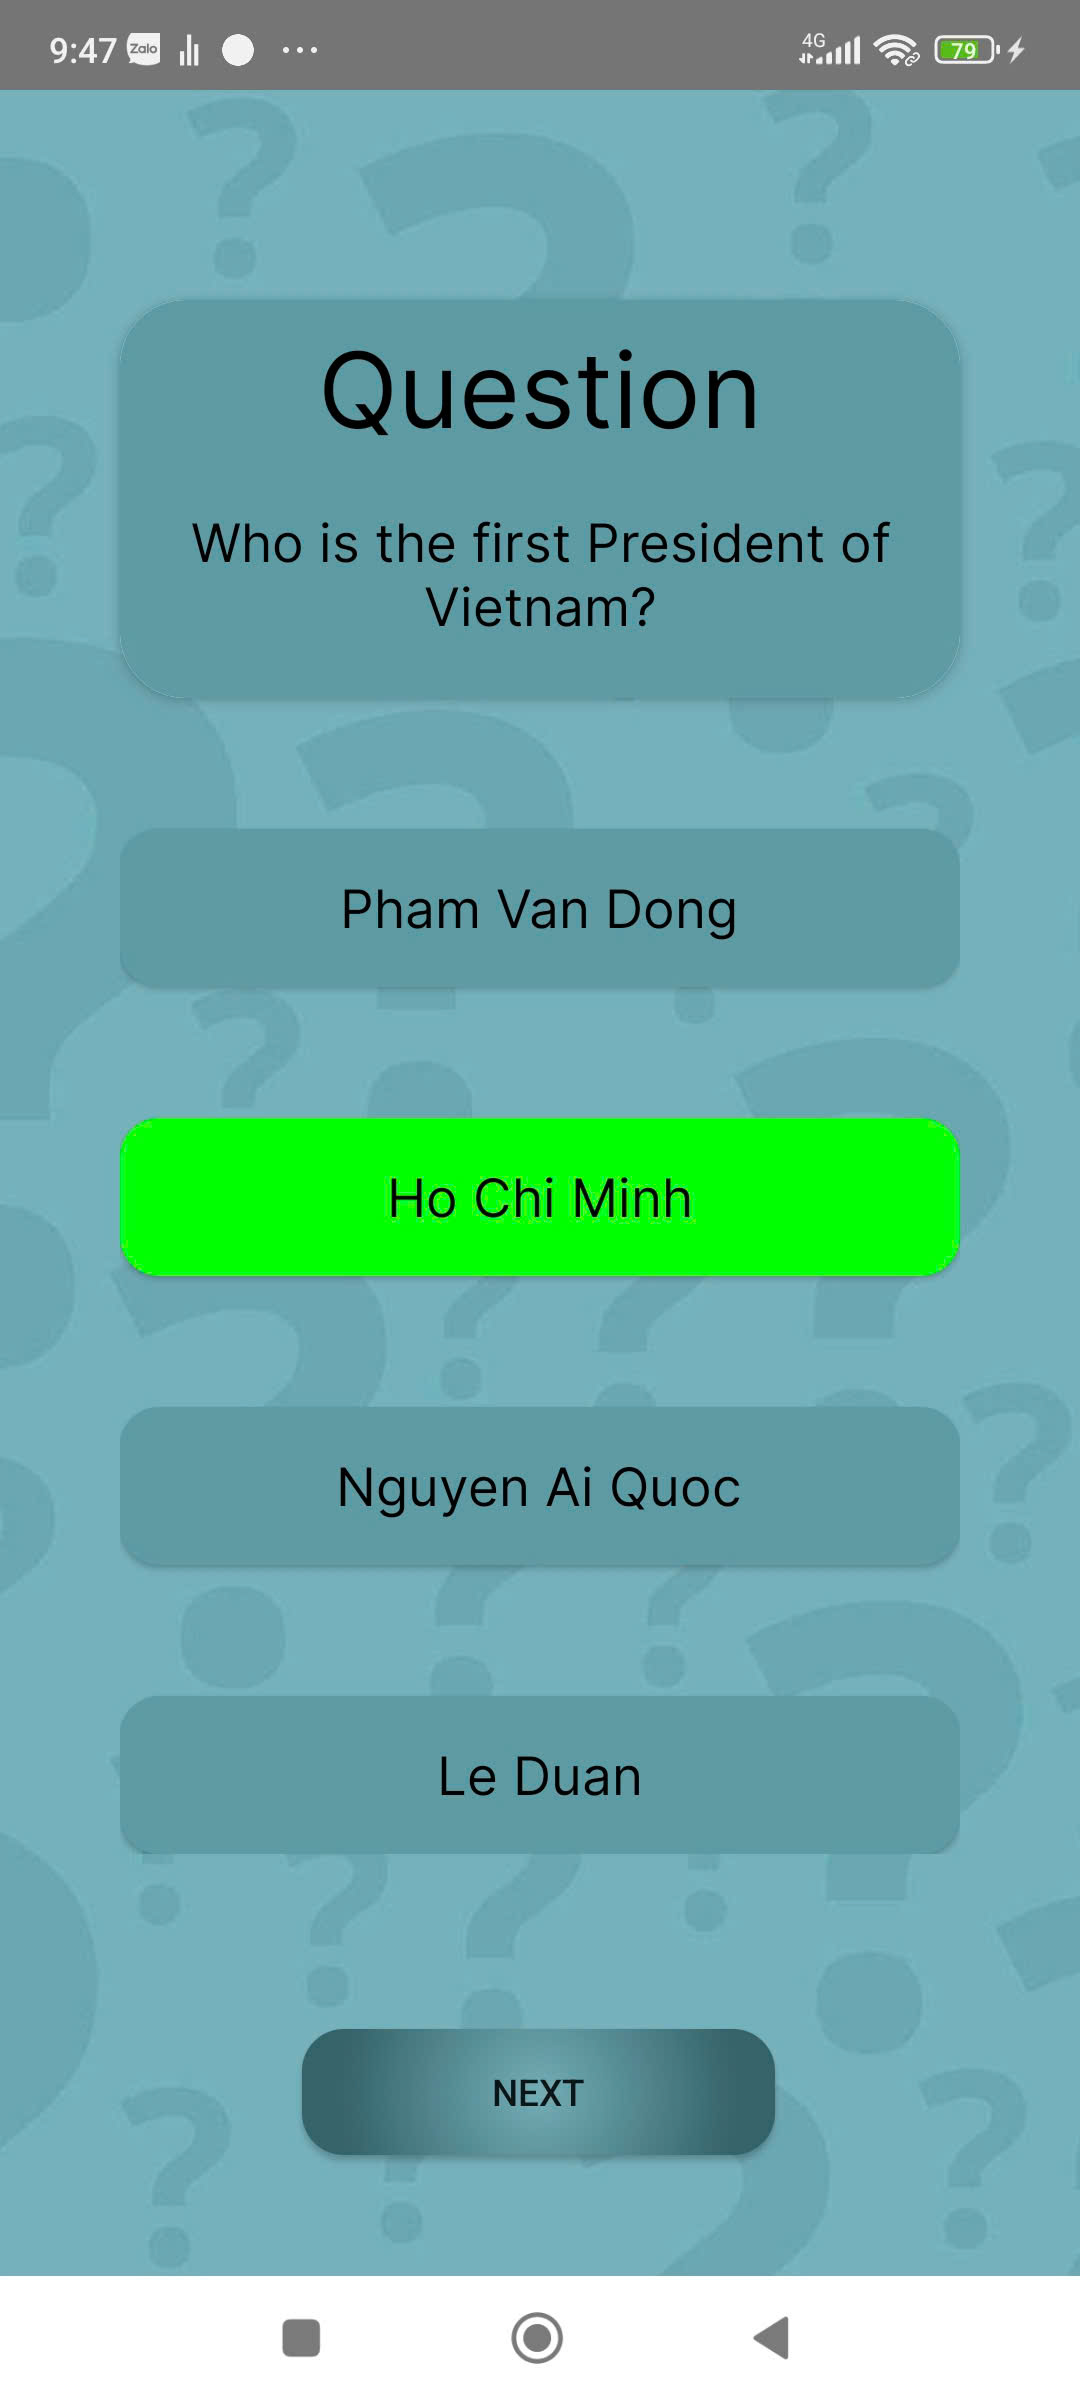 9:47 Zalo 4G 79
Question
Who is the first President of
Vietnam?
Pham Van Dong
Ho Chi Minh
Nguyen Ai Quoc
Le Duan
NEXT